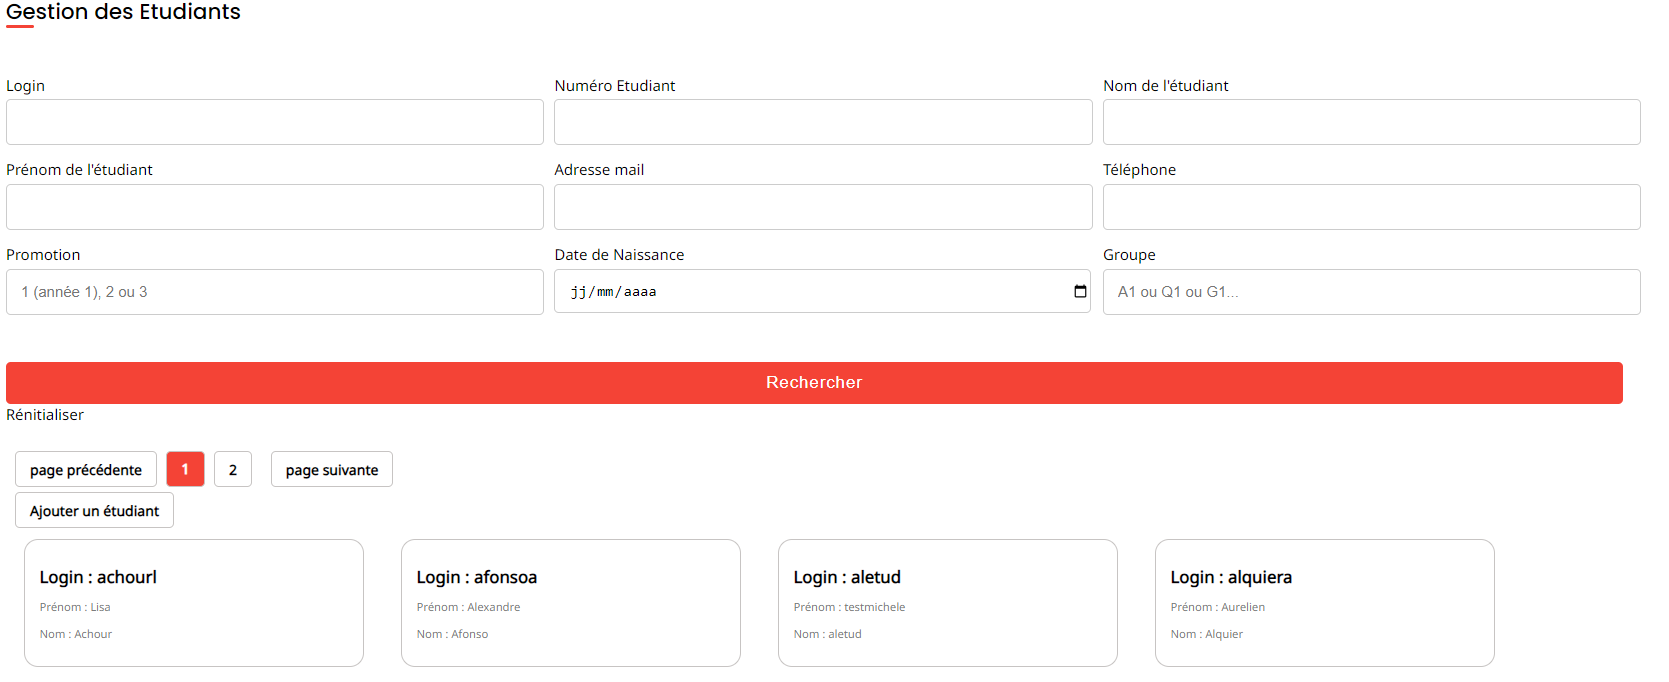 Gestion des Etudiants
Login Numéro Etudiant Nom de l'étudiant
Prénom de l'étudiant Adresse mail Téléphone
Promotion Date de Naissance Groupe
1 (année 1), 2 ou 3 jj/mm/aaaa A1 ou Q1 ou G1...
Rechercher
Rénitialiser
page précédente 1 2 page suivante
Ajouter un étudiant
Login : achourl
Prénom : Lisa
Nom : Achour
Login : afonsoa
Prénom : Alexandre
Nom : Afonso
Login : aletud
Prénom : testmichele
Nom : aletud
Login : alquiera
Prénom : Aurelien
Nom : Alquier